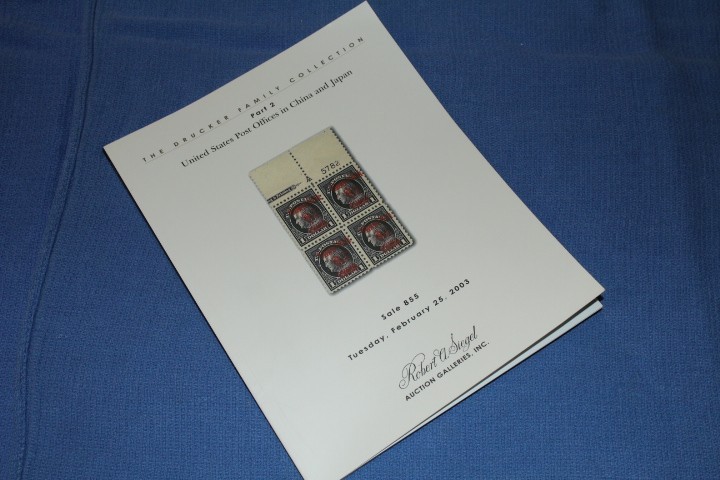 THE DRUCKER FAMILY COLLECTION
Part 2
United States Post Offices in China and Japan
5782
Sale 855
Tuesday, February 25, 2003
Robert A. Siegel
AUCTION GALLERIES, INC.